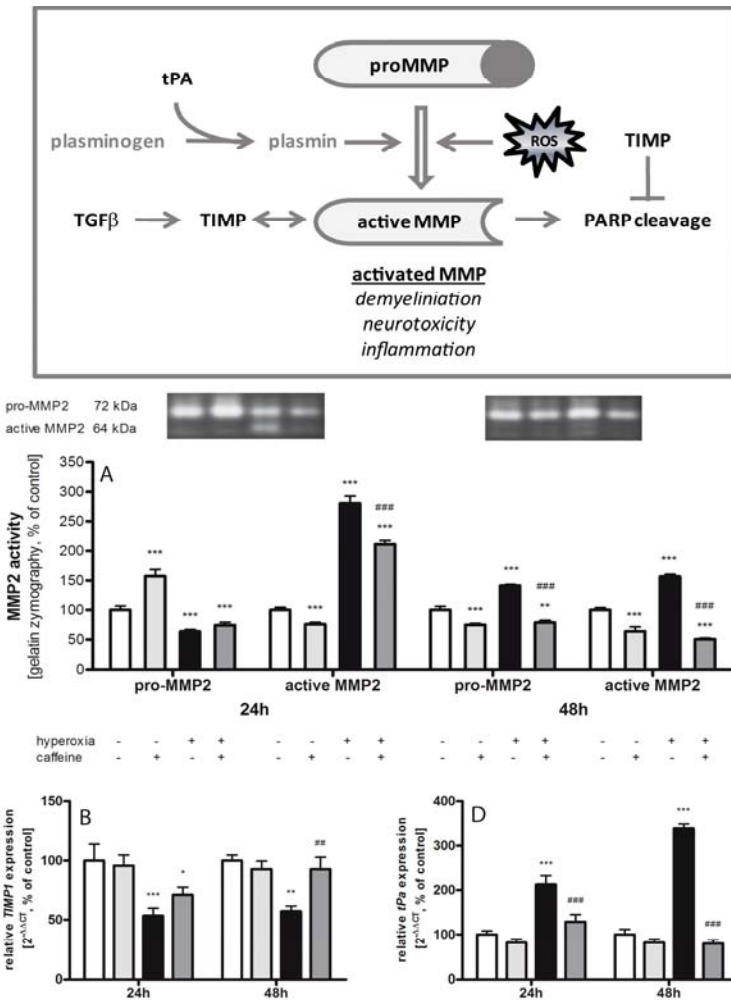 proMMP
tPA
plasminogen
plasmin
ROS
TIMP
TGFβ
TIMP
active MMP
PARP cleavage
activated MMP
demyeliniation
neurotoxicity
inflammation
pro-MMP2 72 kDa
active MMP2 64 kDa
A
MMP2 activity
[gelatin zymography, % of control]
350
300
250
200
150
100
50
0
***
***
***
***
***
###
***
***
***
###
**
***
***
###
***
pro-MMP2 active MMP2 pro-MMP2 active MMP2
24h 48h
hyperoxia - - + + - - + + - - + + - - + +
caffeine - + - + - + - + - + - + - + - +
B
relative TIMP1 expression
[2^-ΔΔCT, % of control]
150
100
50
0
***
*
**
##
24h 48h
D
relative tPa expression
[2^-ΔΔCT, % of control]
400
300
200
100
0
***
###
***
###
24h 48h